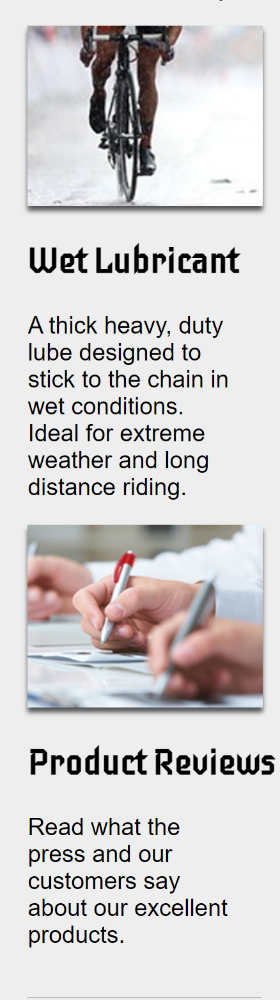 Wet Lubricant
A thick heavy, duty
lube designed to
stick to the chain in
wet conditions.
Ideal for extreme
weather and long
distance riding.
Product Reviews
Read what the
press and our
customers say
about our excellent
products.